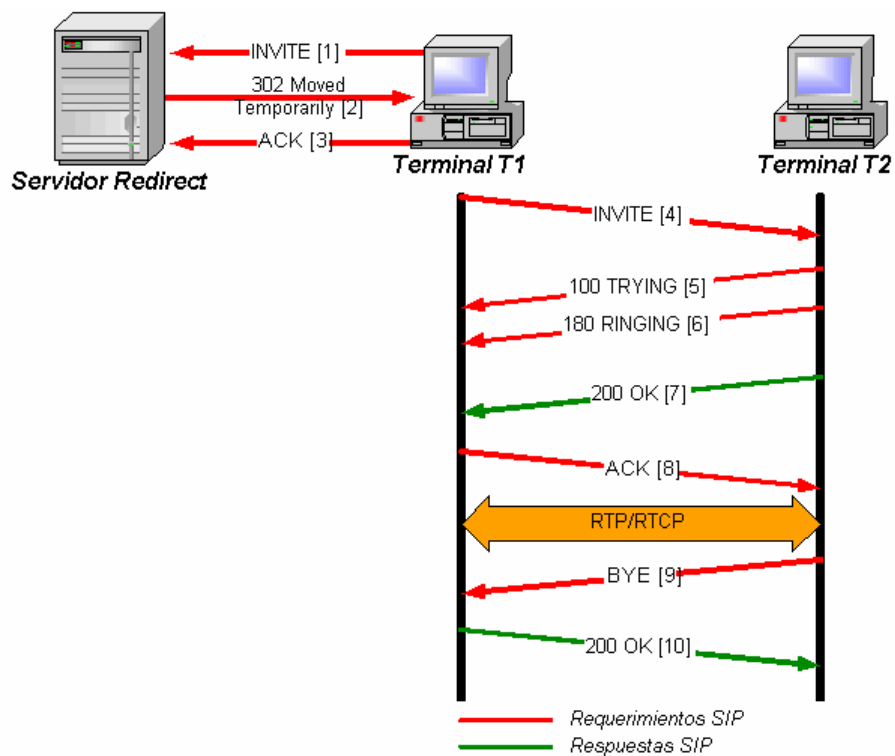 INVITE [1]
302 Moved
Temporarily [2]
ACK [3]
Servidor Redirect
Terminal T1
Terminal T2
INVITE [4]
100 TRYING [5]
180 RINGING [6]
200 OK [7]
ACK [8]
RTP/RTCP
BYE [9]
200 OK [10]
Requerimientos SIP
Respuestas SIP